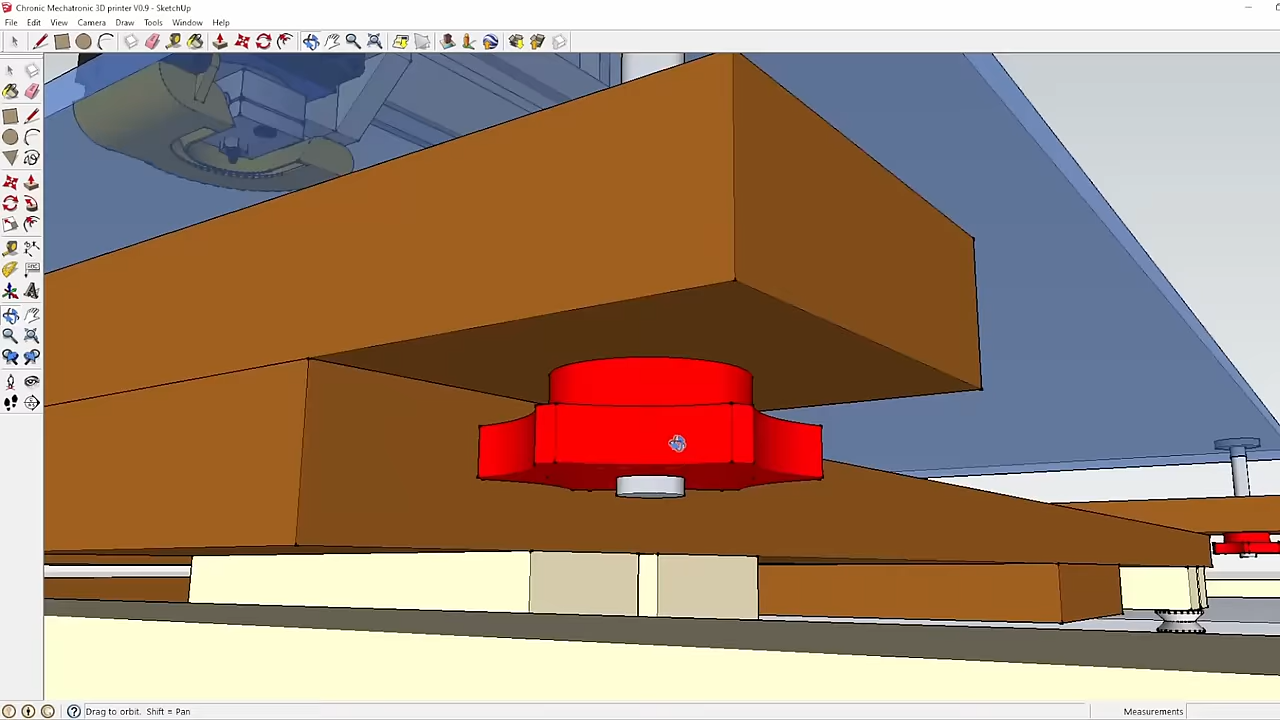 Chronic Mechatronic 3D printer V0.9 - SketchUp
File Edit View Camera Draw Tools Window Help
Drag to orbit. Shift = Pan
Measurements